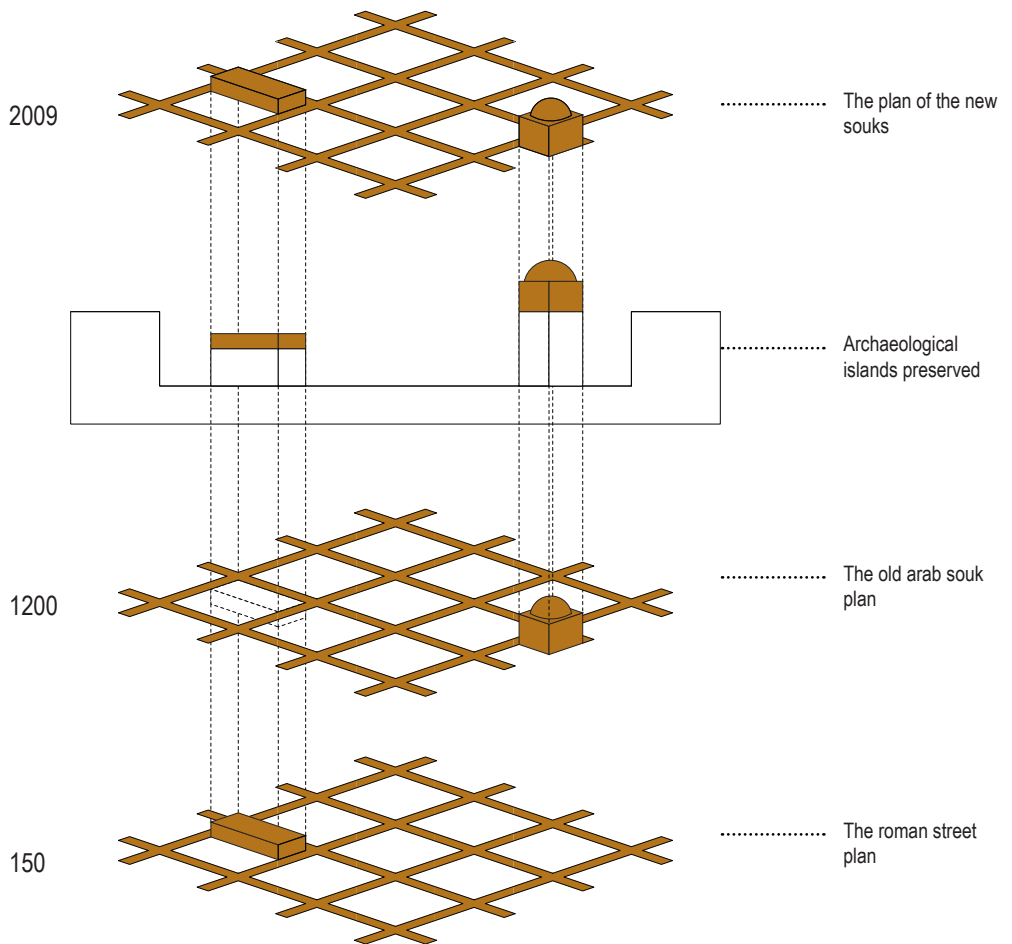 2009
The plan of the new
souks
Archaeological
islands preserved
1200
The old arab souk
plan
150
The roman street
plan